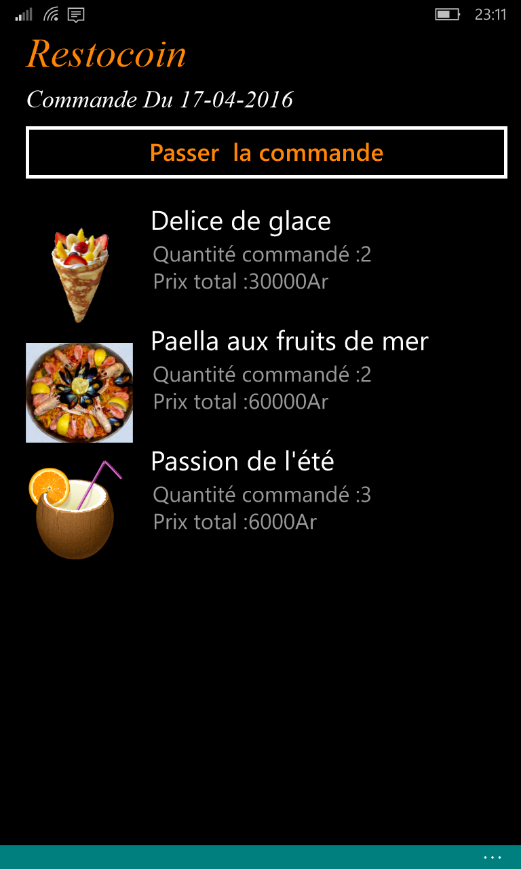 23:11
Restocoin
Commande Du 17-04-2016
Passer  la commande
Delice de glace
Quantité commandé :2
Prix total :30000Ar
Paella aux fruits de mer
Quantité commandé :2
Prix total :60000Ar
Passion de l'été
Quantité commandé :3
Prix total :6000Ar